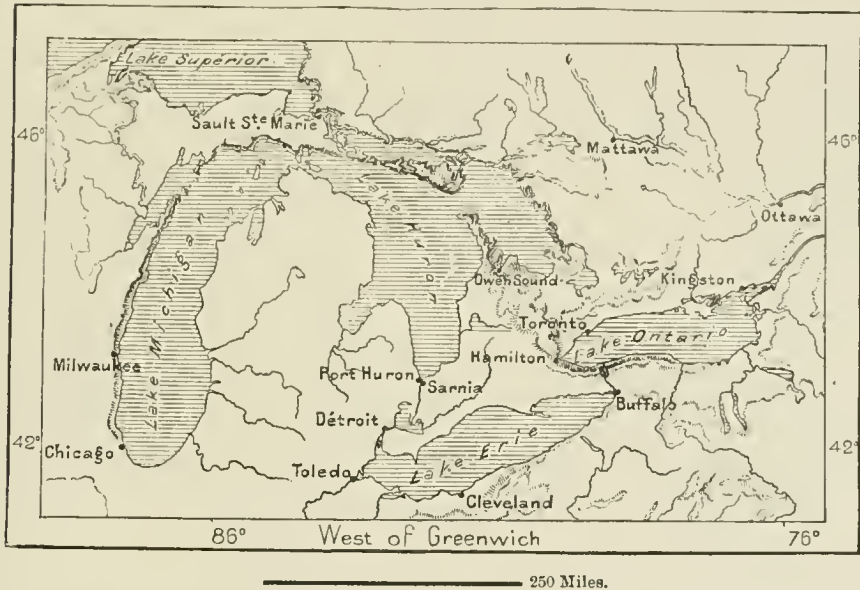 Lake Superior
46°
Sault Ste. Marie
46°
Mattawa
Ottawa
Lake Huron
Owen Sound
Kingston
Lake Michigan
Toronto
Lake Ontario
Milwaukee
Hamilton
Port Huron
Sarnia
Buffalo
Détroit
42°
Chicago
42°
Lake Erie
Toledo
Cleveland
86°
West of Greenwich
76°
250 Miles.